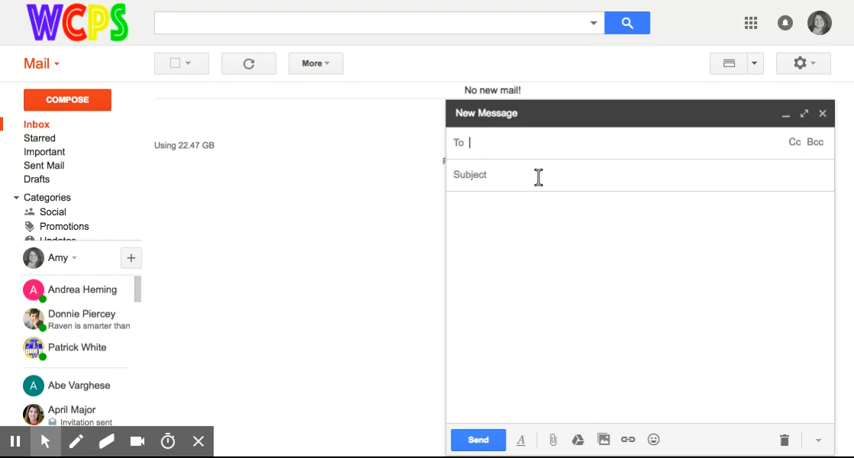 WCPS
Mail
More
COMPOSE
No new mail!
Inbox
Starred
Important
Sent Mail
Drafts
Categories
Social
Promotions
Using 22.47 GB
Amy
A Andrea Heming
Donnie Piercey
Raven is smarter than
Patrick White
A Abe Varghese
April Major
Invitation sent
New Message
To
Cc Bcc
Subject
Send
A